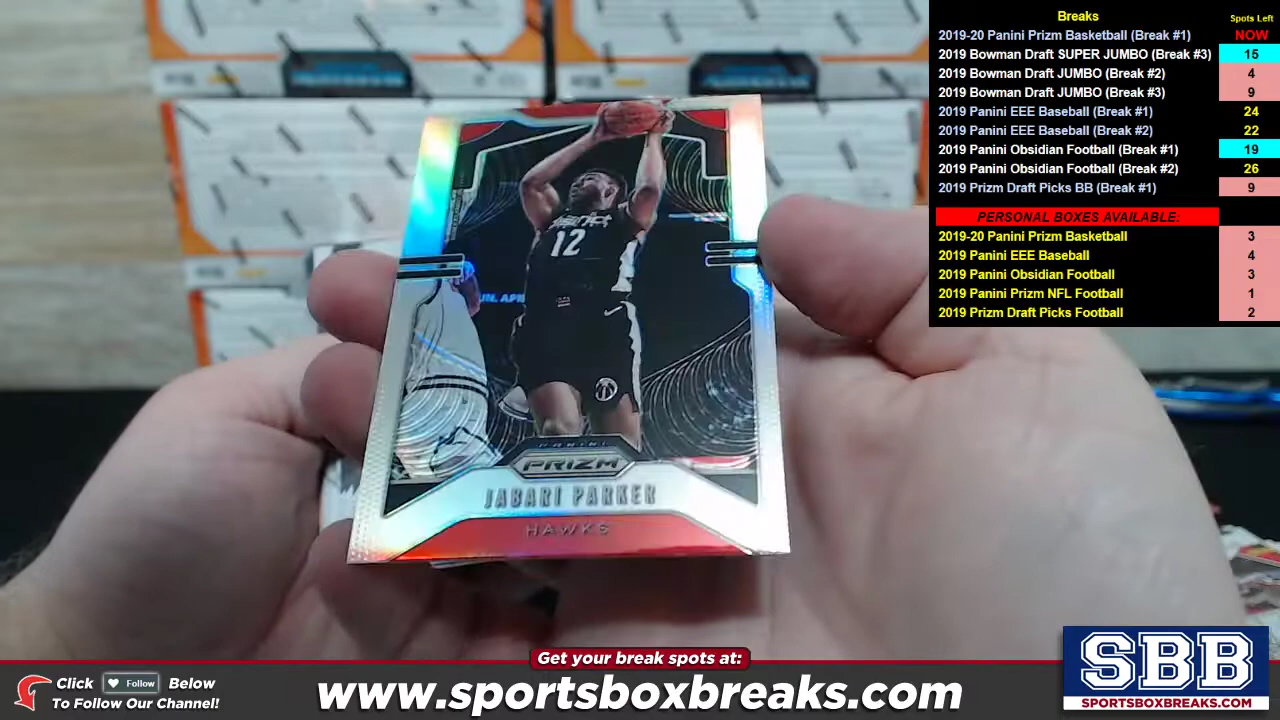 Breaks Spots Left
2019-20 Panini Prizm Basketball (Break #1) NOW
2019 Bowman Draft SUPER JUMBO (Break #3) 15
2019 Bowman Draft JUMBO (Break #2) 4
2019 Bowman Draft JUMBO (Break #3) 9
2019 Panini EEE Baseball (Break #1) 24
2019 Panini EEE Baseball (Break #2) 22
2019 Panini Obsidian Football (Break #1) 19
2019 Panini Obsidian Football (Break #2) 26
2019 Prizm Draft Picks BB (Break #1) 9
PERSONAL BOXES AVAILABLE:
2019-20 Panini Prizm Basketball 3
2019 Panini EEE Baseball 4
2019 Panini Obsidian Football 3
2019 Panini Prizm NFL Football 1
2019 Prizm Draft Picks Football 2
12
PANINI
PRIZM
JABARI PARKER
HAWKS
Get your break spots at:
www.sportsboxbreaks.com
Click Follow Below
To Follow Our Channel!
SBB
SPORTSBOXBREAKS.COM